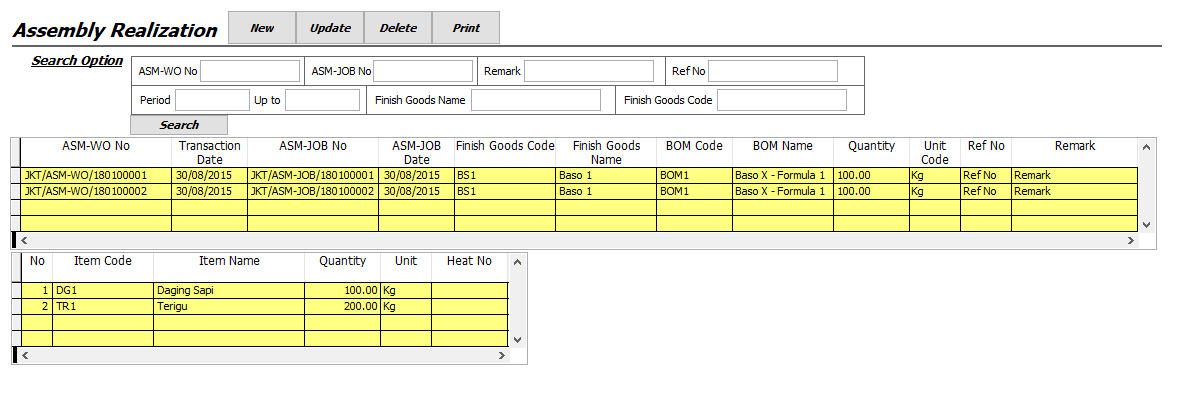 Assembly Realization New Update Delete Print
Search Option
ASM-WO No ASM-JOB No Remark Ref No
Period Up to Finish Goods Name Finish Goods Code
Search
ASM-WO No Transaction Date ASM-JOB No ASM-JOB Date Finish Goods Code Finish Goods Name BOM Code BOM Name Quantity Unit Code Ref No Remark
JKT/ASM-WO/180100001 30/08/2015 JKT/ASM-JOB/180100001 30/08/2015 BS1 Baso 1 BOM1 Baso X - Formula 1 100.00 Kg Ref No Remark
JKT/ASM-WO/180100002 30/08/2015 JKT/ASM-JOB/180100002 30/08/2015 BS1 Baso 1 BOM1 Baso X - Formula 1 100.00 Kg Ref No Remark
No Item Code Item Name Quantity Unit Heat No
1 DG1 Daging Sapi 100.00 Kg
2 TR1 Terigu 200.00 Kg